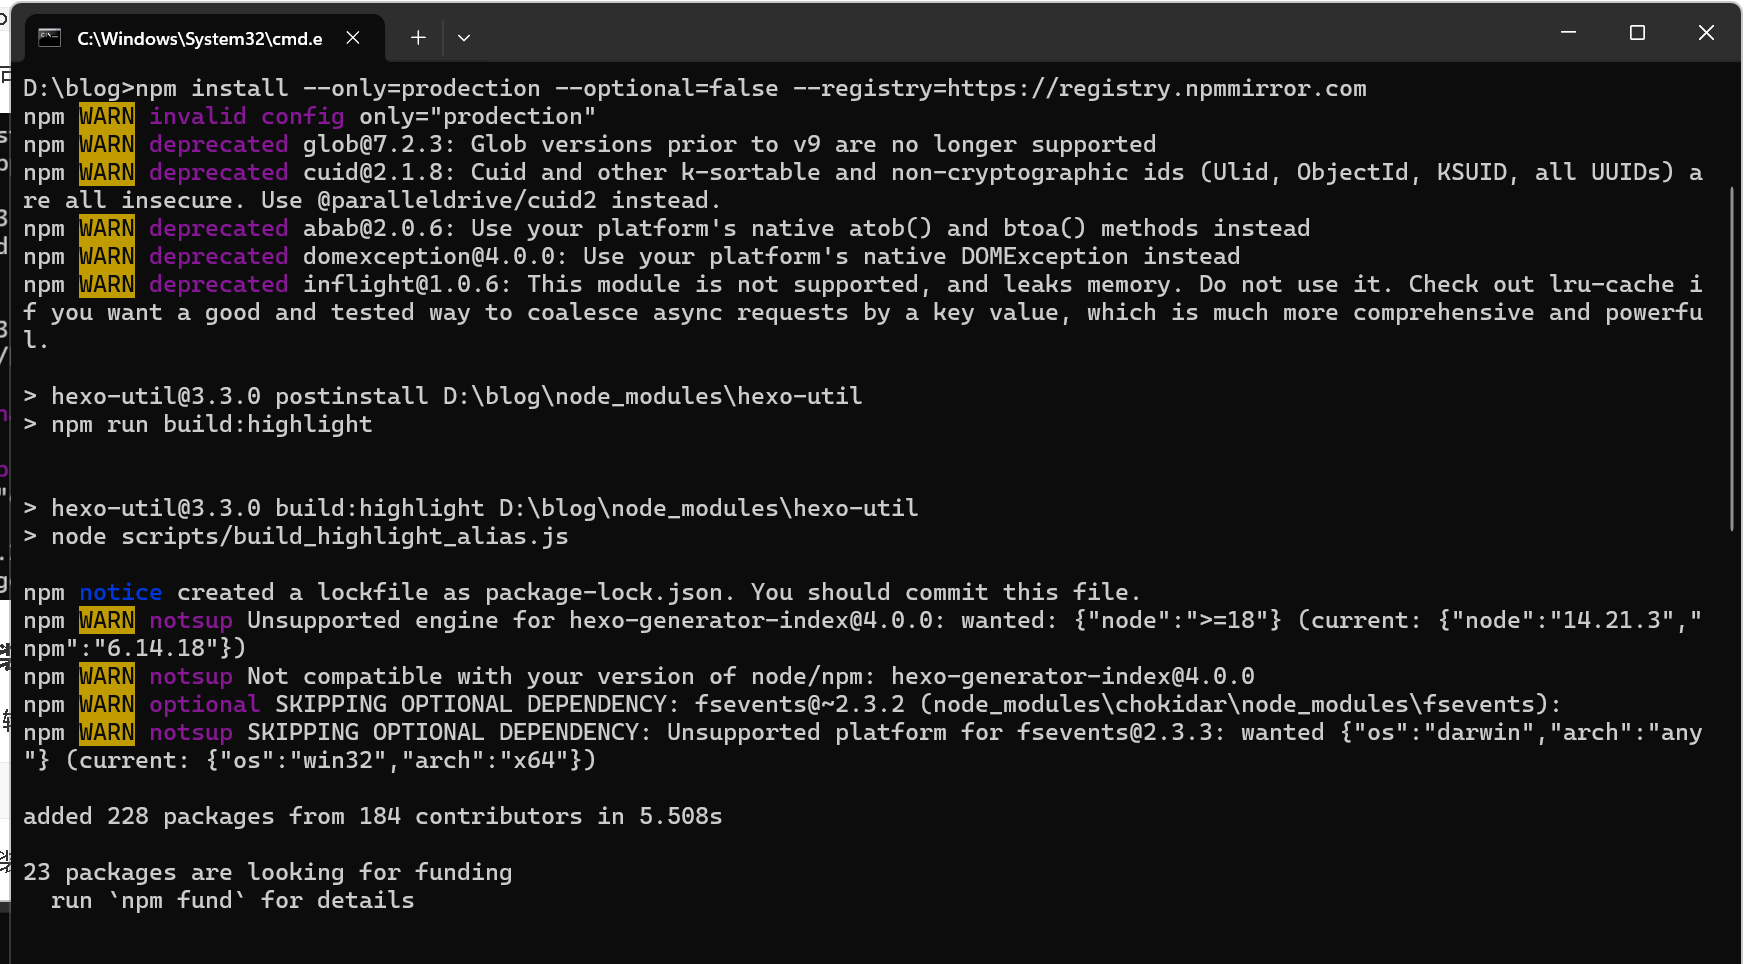 C:\Windows\System32\cmd.e
D:\blog>npm install --only=prodection --optional=false --registry=https://registry.npmmirror.com
npm WARN invalid config only="prodection"
npm WARN deprecated glob@7.2.3: Glob versions prior to v9 are no longer supported
npm WARN deprecated cuid@2.1.8: Cuid and other k-sortable and non-cryptographic ids (Ulid, ObjectId, KSUID, all UUIDs) a
re all insecure. Use @paralleldrive/cuid2 instead.
npm WARN deprecated abab@2.0.6: Use your platform's native atob() and btoa() methods instead
npm WARN deprecated domexception@4.0.0: Use your platform's native DOMException instead
npm WARN deprecated inflight@1.0.6: This module is not supported, and leaks memory. Do not use it. Check out lru-cache i
f you want a good and tested way to coalesce async requests by a key value, which is much more comprehensive and powerfu
l.
> hexo-util@3.3.0 postinstall D:\blog\node_modules\hexo-util
> npm run build:highlight
> hexo-util@3.3.0 build:highlight D:\blog\node_modules\hexo-util
> node scripts/build_highlight_alias.js
npm notice created a lockfile as package-lock.json. You should commit this file.
npm WARN notsup Unsupported engine for hexo-generator-index@4.0.0: wanted: {"node":">=18"} (current: {"node":"14.21.3","
npm":"6.14.18"})
npm WARN notsup Not compatible with your version of node/npm: hexo-generator-index@4.0.0
npm WARN optional SKIPPING OPTIONAL DEPENDENCY: fsevents@~2.3.2 (node_modules\chokidar\node_modules\fsevents):
npm WARN notsup SKIPPING OPTIONAL DEPENDENCY: Unsupported platform for fsevents@2.3.3: wanted {"os":"darwin","arch":"any
"} (current: {"os":"win32","arch":"x64"})
added 228 packages from 184 contributors in 5.508s
23 packages are looking for funding
run `npm fund` for details